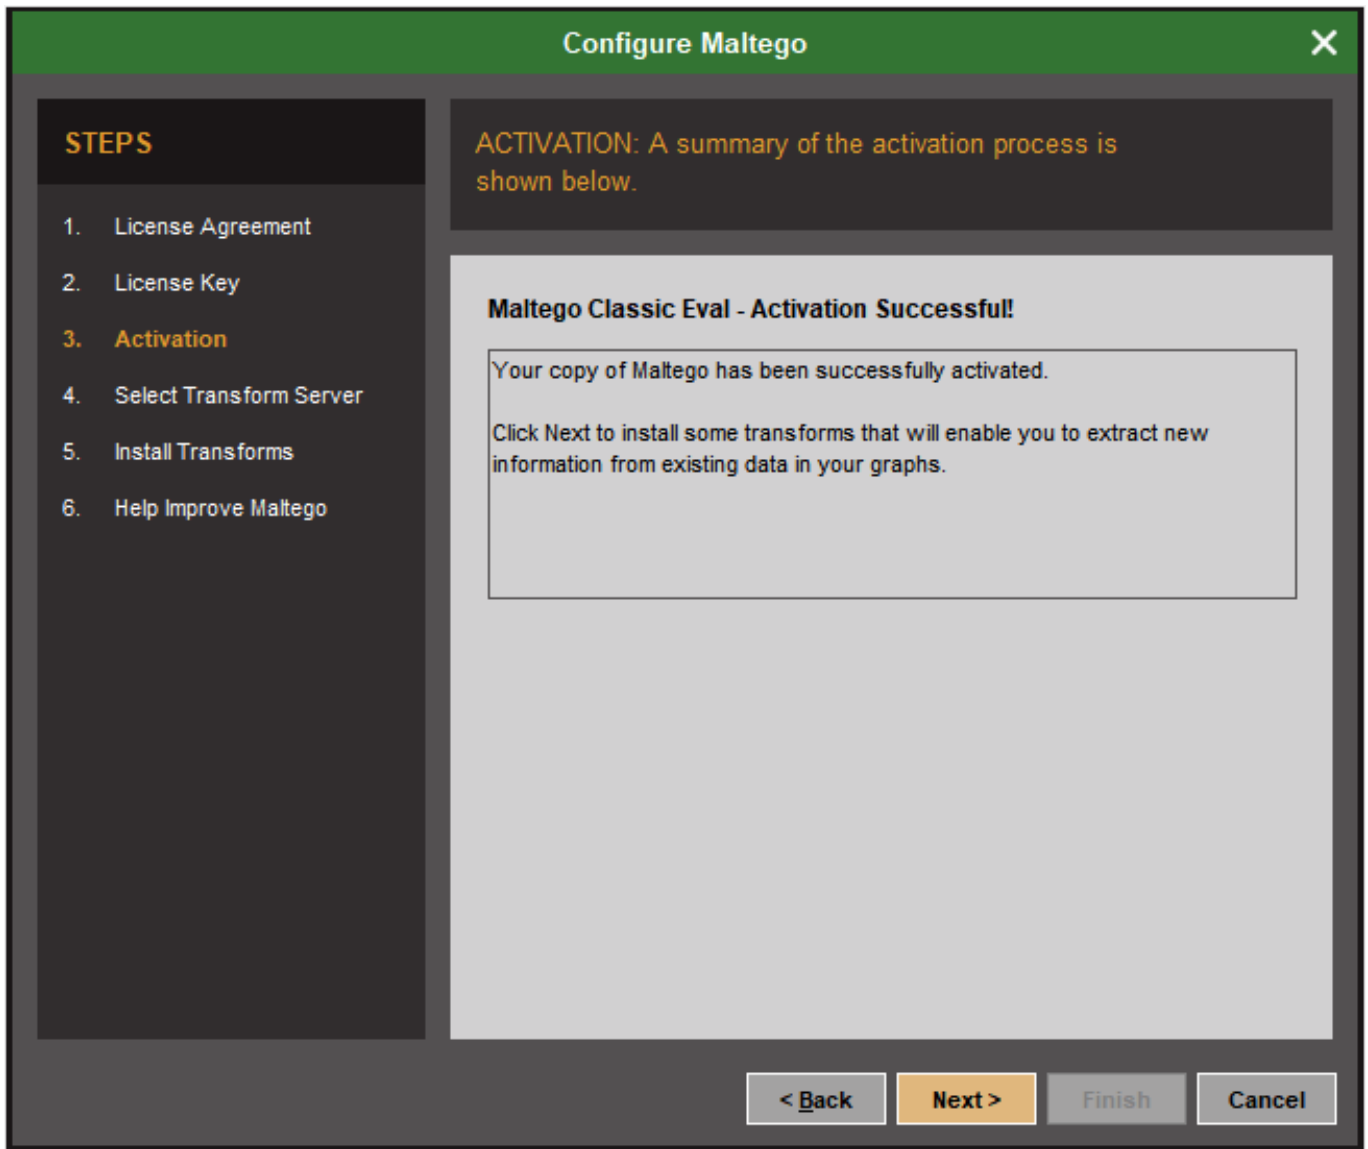 Configure Maltego
STEPS
1. License Agreement
2. License Key
3. Activation
4. Select Transform Server
5. Install Transforms
6. Help Improve Maltego
ACTIVATION: A summary of the activation process is
shown below.
Maltego Classic Eval - Activation Successful!
Your copy of Maltego has been successfully activated.
Click Next to install some transforms that will enable you to extract new
information from existing data in your graphs.
< Back
Next >
Finish
Cancel